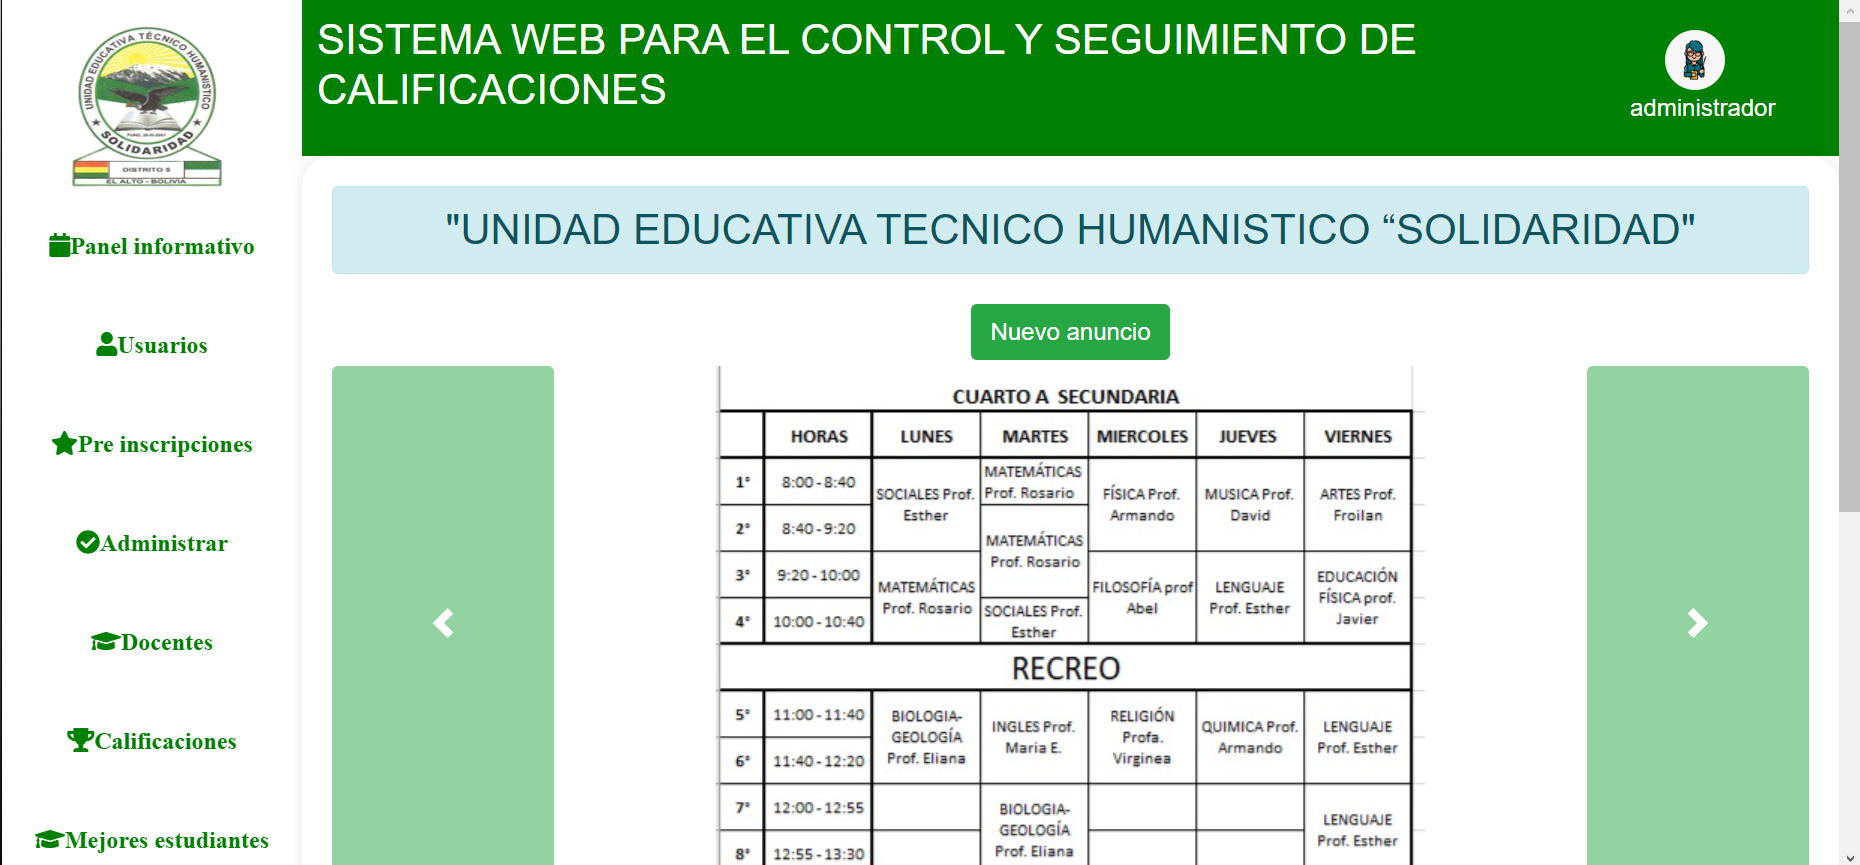 UNIDAD EDUCATIVA TÉCNICO HUMANISTICO
SOLIDARIDAD
DISTRITO 5
EL ALTO - BOLIVIA
Panel informativo
Usuarios
Pre inscripciones
Administrar
Docentes
Calificaciones
Mejores estudiantes
SISTEMA WEB PARA EL CONTROL Y SEGUIMIENTO DE
CALIFICACIONES
administrador
"UNIDAD EDUCATIVA TECNICO HUMANISTICO “SOLIDARIDAD"
Nuevo anuncio
CUARTO A SECUNDARIA
HORAS LUNES MARTES MIERCOLES JUEVES VIERNES
1° 8:00 - 8:40
2° 8:40 - 9:20
3° 9:20 - 10:00
4° 10:00 - 10:40
SOCIALES Prof.
Esther
MATEMÁTICAS
Prof. Rosario
MATEMÁTICAS
Prof. Rosario
MATEMÁTICAS
Prof. Rosario
SOCIALES Prof.
Esther
FÍSICA Prof.
Armando
FILOSOFÍA prof
Abel
MUSICA Prof.
David
LENGUAJE
Prof. Esther
ARTES Prof.
Froilan
EDUCACIÓN
FÍSICA prof.
Javier
RECREO
5° 11:00 - 11:40
6° 11:40 - 12:20
7° 12:00 - 12:55
8° 12:55 - 13:30
BIOLOGIA-
GEOLOGÍA
Prof. Eliana
INGLES Prof.
Maria E.
BIOLOGIA-
GEOLOGÍA
Prof. Eliana
RELIGIÓN
Profa.
Virginea
QUIMICA Prof.
Armando
LENGUAJE
Prof. Esther
LENGUAJE
Prof. Esther